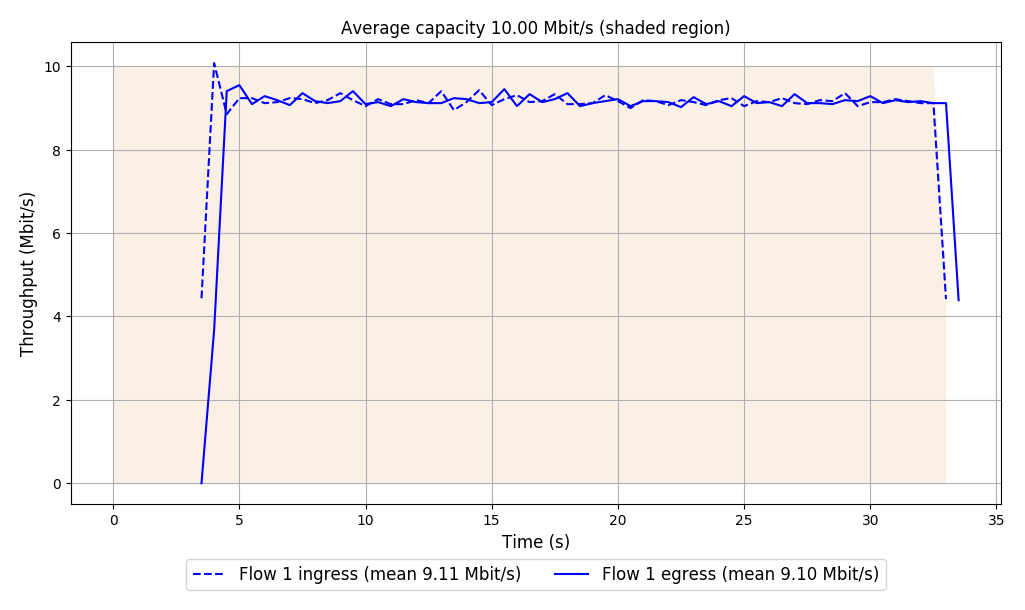 Average capacity 10.00 Mbit/s (shaded region)
10
8
6
4
2
0
Throughput (Mbit/s)
0 5 10 15 20 25 30 35
Time (s)
Flow 1 ingress (mean 9.11 Mbit/s) Flow 1 egress (mean 9.10 Mbit/s)